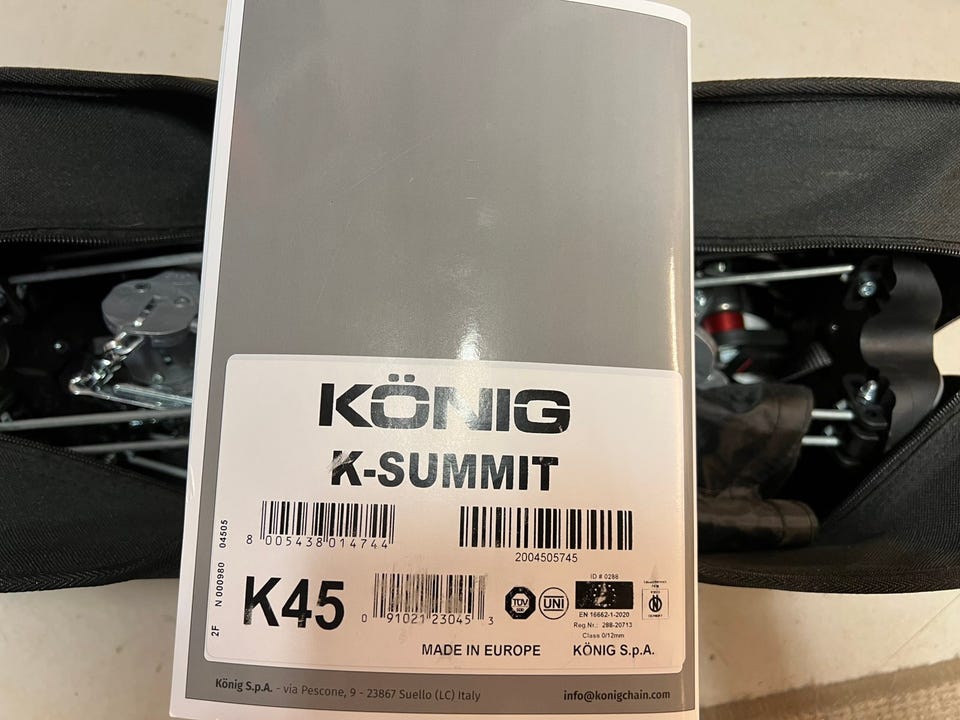 KÖNIG
K-SUMMIT
8 005438 014744
2004505745
2F N 000980 04505
K45
0 91021 23045 3
TÜV
UNI
ID # 0288
EN 16662-1-2020
Reg.Nr.: 288-20713
Class 0/12mm
MADE IN EUROPE
KÖNIG S.p.A.
König S.p.A. - via Pescone, 9 - 23867 Suello (LC) Italy
info@konigchain.com